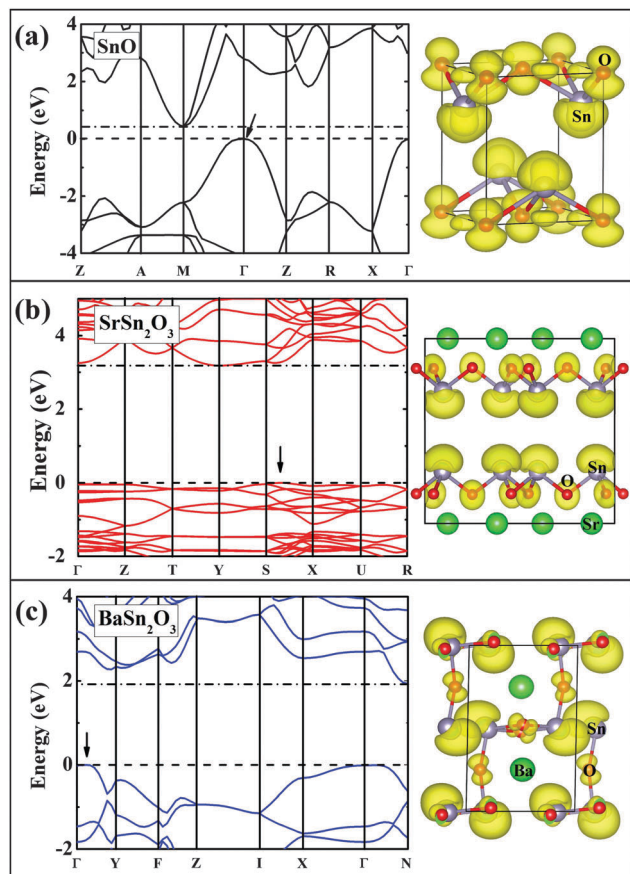 (a)
SnO
Energy (eV)
4
2
0
-2
-4
Z A M Γ Z R X Γ
O
Sn
(b)
SrSn₂O₃
Energy (eV)
4
2
0
-2
Γ Z T Y S X U R
Sn
O
Sr
(c)
BaSn₂O₃
Energy (eV)
4
2
0
-2
Γ Y F Z I X Γ N
Sn
Ba
O